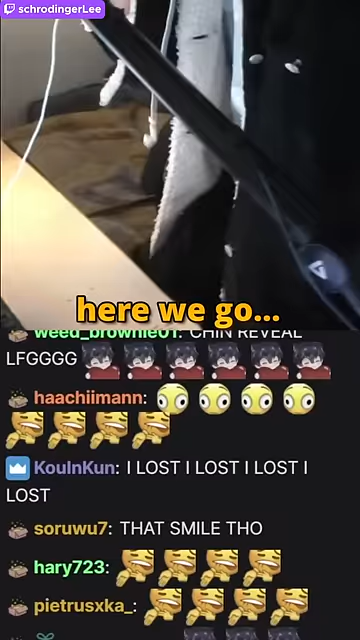 schrodingerLee
here we go...
weed_brownie01: CHIN REVEAL
LFGGGG
haachiimann:
KouInKun: I LOST I LOST I LOST I
LOST
soruwu7: THAT SMILE THO
hary723:
pietrusxka_: